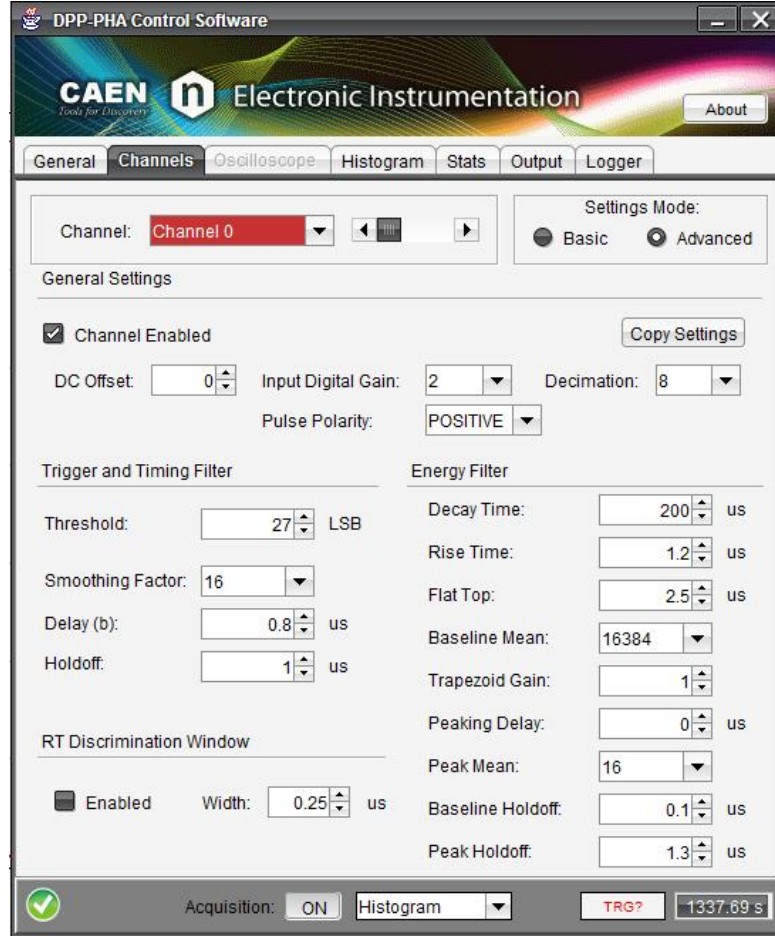 DPP-PHA Control Software
CAEN
Tools for Discovery
n
Electronic Instrumentation
About
General Channels Oscilloscope Histogram Stats Output Logger
Channel: Channel 0
Settings Mode:
Basic Advanced
General Settings
Channel Enabled
Copy Settings
DC Offset: 0 Input Digital Gain: 2 Decimation: 8
Pulse Polarity: POSITIVE
Trigger and Timing Filter
Threshold: 27 LSB
Smoothing Factor: 16
Delay (b): 0.8 us
Holdoff: 1 us
RT Discrimination Window
Enabled Width: 0.25 us
Energy Filter
Decay Time: 200 us
Rise Time: 1.2 us
Flat Top: 2.5 us
Baseline Mean: 16384
Trapezoid Gain: 1
Peaking Delay: 0 us
Peak Mean: 16
Baseline Holdoff: 0.1 us
Peak Holdoff: 1.3 us
Acquisition: ON Histogram TRG? 1337.69 s